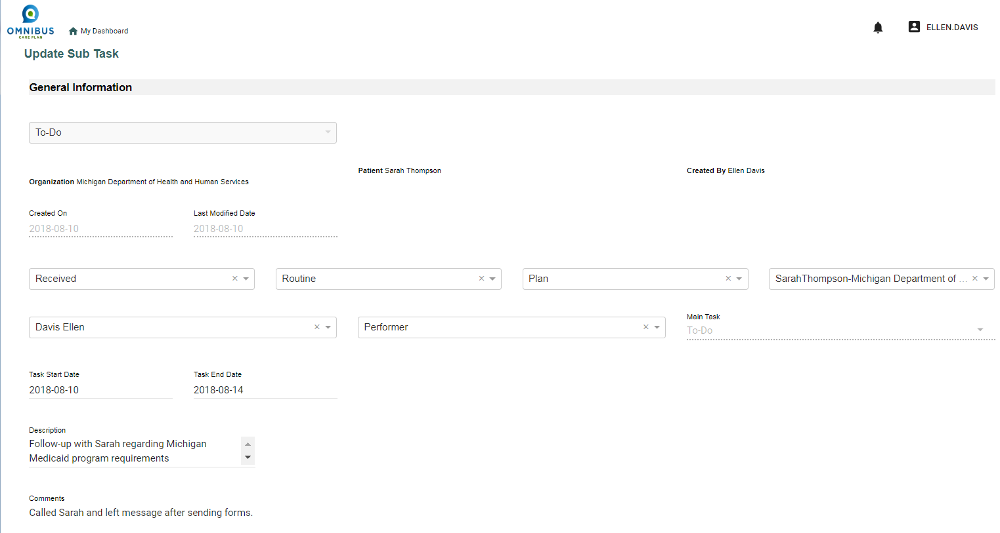 OMNIBUS
CARE PLAN
My Dashboard
ELLEN.DAVIS
Update Sub Task
General Information
To-Do
Organization Michigan Department of Health and Human Services
Patient Sarah Thompson
Created By Ellen Davis
Created On
Last Modified Date
2018-08-10
2018-08-10
Received
Routine
Plan
SarahThompson-Michigan Department of ...
Davis Ellen
Performer
Main Task
To-Do
Task Start Date
Task End Date
2018-08-10
2018-08-14
Description
Follow-up with Sarah regarding Michigan
Medicaid program requirements
Comments
Called Sarah and left message after sending forms.